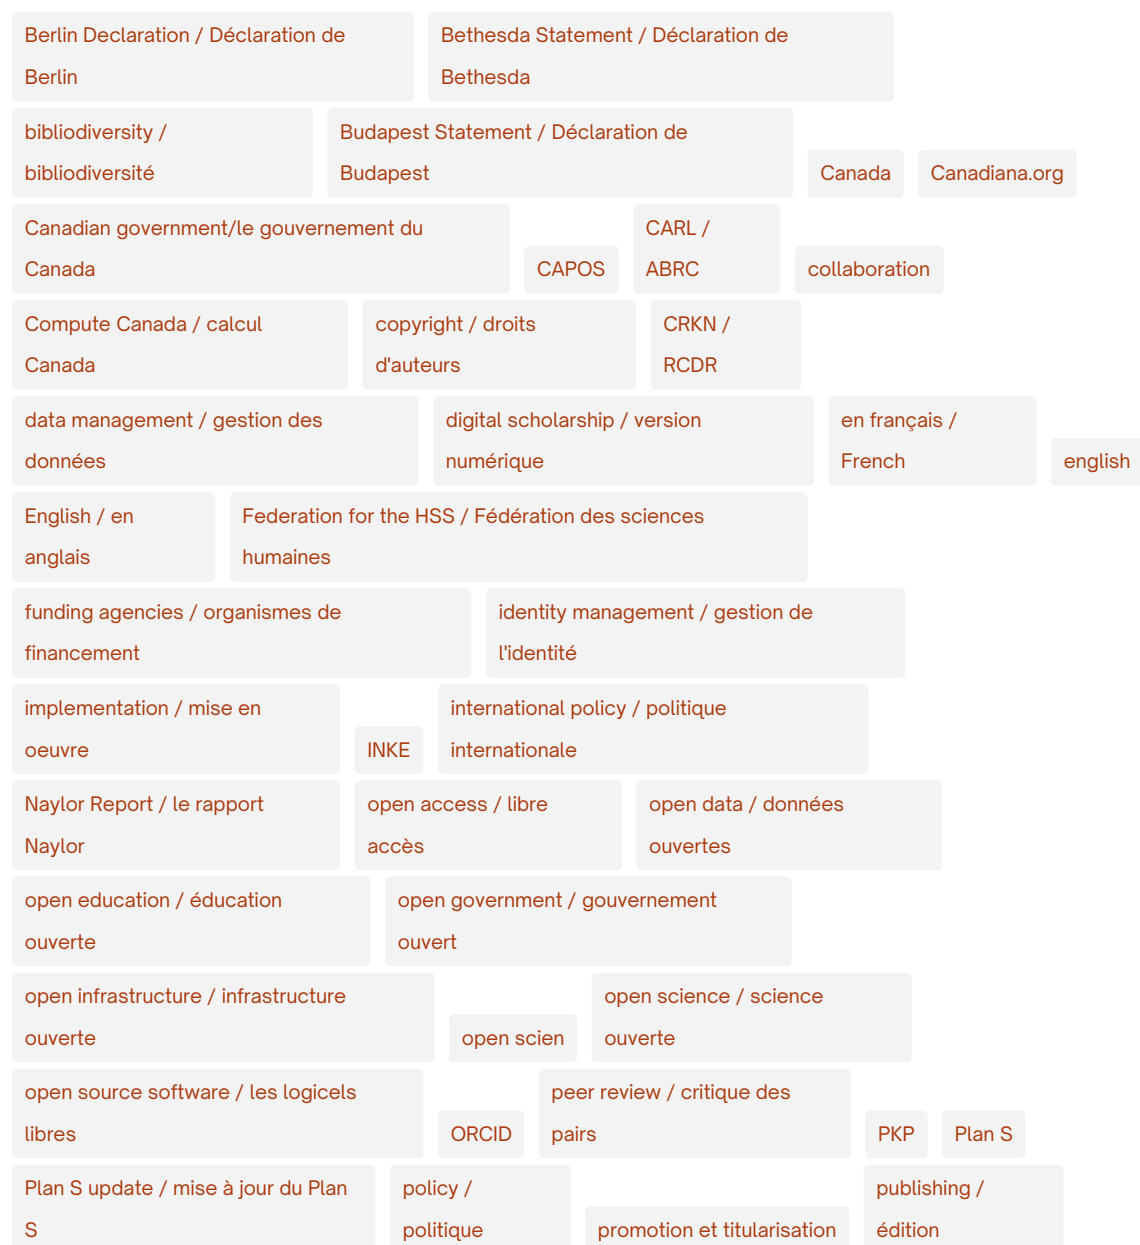 Berlin Declaration / Déclaration de
Berlin
Bethesda Statement / Déclaration de
Bethesda
bibliodiversity /
bibliodiversité
Budapest Statement / Déclaration de
Budapest
Canada
Canadiana.org
Canadian government/le gouvernement du
Canada
CAPOS
CARL /
ABRC
collaboration
Compute Canada / calcul
Canada
copyright / droits
d'auteurs
CRKN /
RCDR
data management / gestion des
données
digital scholarship / version
numérique
en français /
French
english
English / en
anglais
Federation for the HSS / Fédération des sciences
humaines
funding agencies / organismes de
financement
identity management / gestion de
l'identité
implementation / mise en
oeuvre
INKE
international policy / politique
internationale
Naylor Report / le rapport
Naylor
open access / libre
accès
open data / données
ouvertes
open education / éducation
ouverte
open government / gouvernement
ouvert
open infrastructure / infrastructure
ouverte
open scien
open science / science
ouverte
open source software / les logicels
libres
ORCID
peer review / critique des
pairs
PKP
Plan S
Plan S update / mise à jour du Plan
S
policy /
politique
promotion et titularisation
publishing /
édition